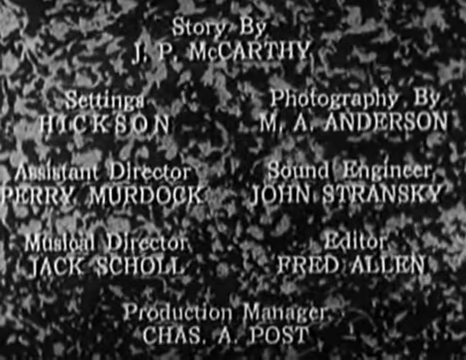 Story By
J. P. McCARTHY
Settings
HICKSON
Photography By
M. A. ANDERSON
Assistant Director
PERRY MURDOCK
Sound Engineer
JOHN STRANSKY
Musical Director
JACK SCHOLL
Editor
FRED ALLEN
Production Manager
CHAS. A. POST